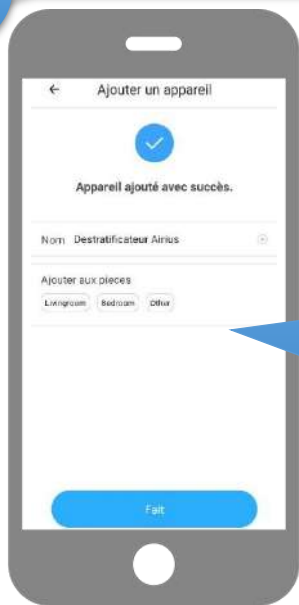 ← Ajouter un appareil
Appareil ajouté avec succès.
Nom Destratificateur Airius
Ajouter aux pieces
Livingroom Bedroom Other
Fait